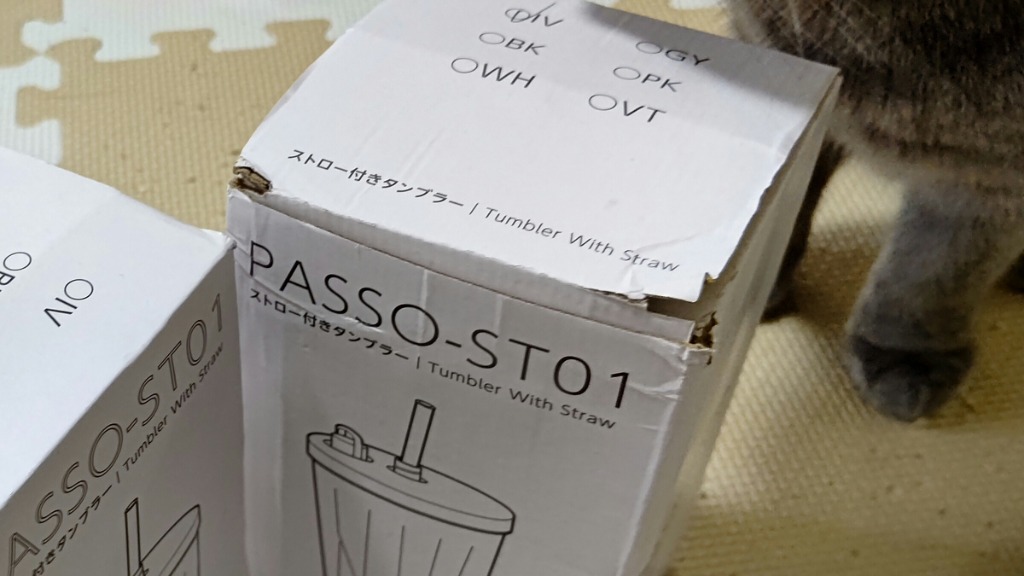 IV
BK
WH
GY
PK
VT
ストロー付きタンブラー | Tumbler With Straw
PASSO-ST01
ストロー付きタンブラー | Tumbler With Straw
IV
ASSO-ST01
付きタンブラー | Tumbler With Straw